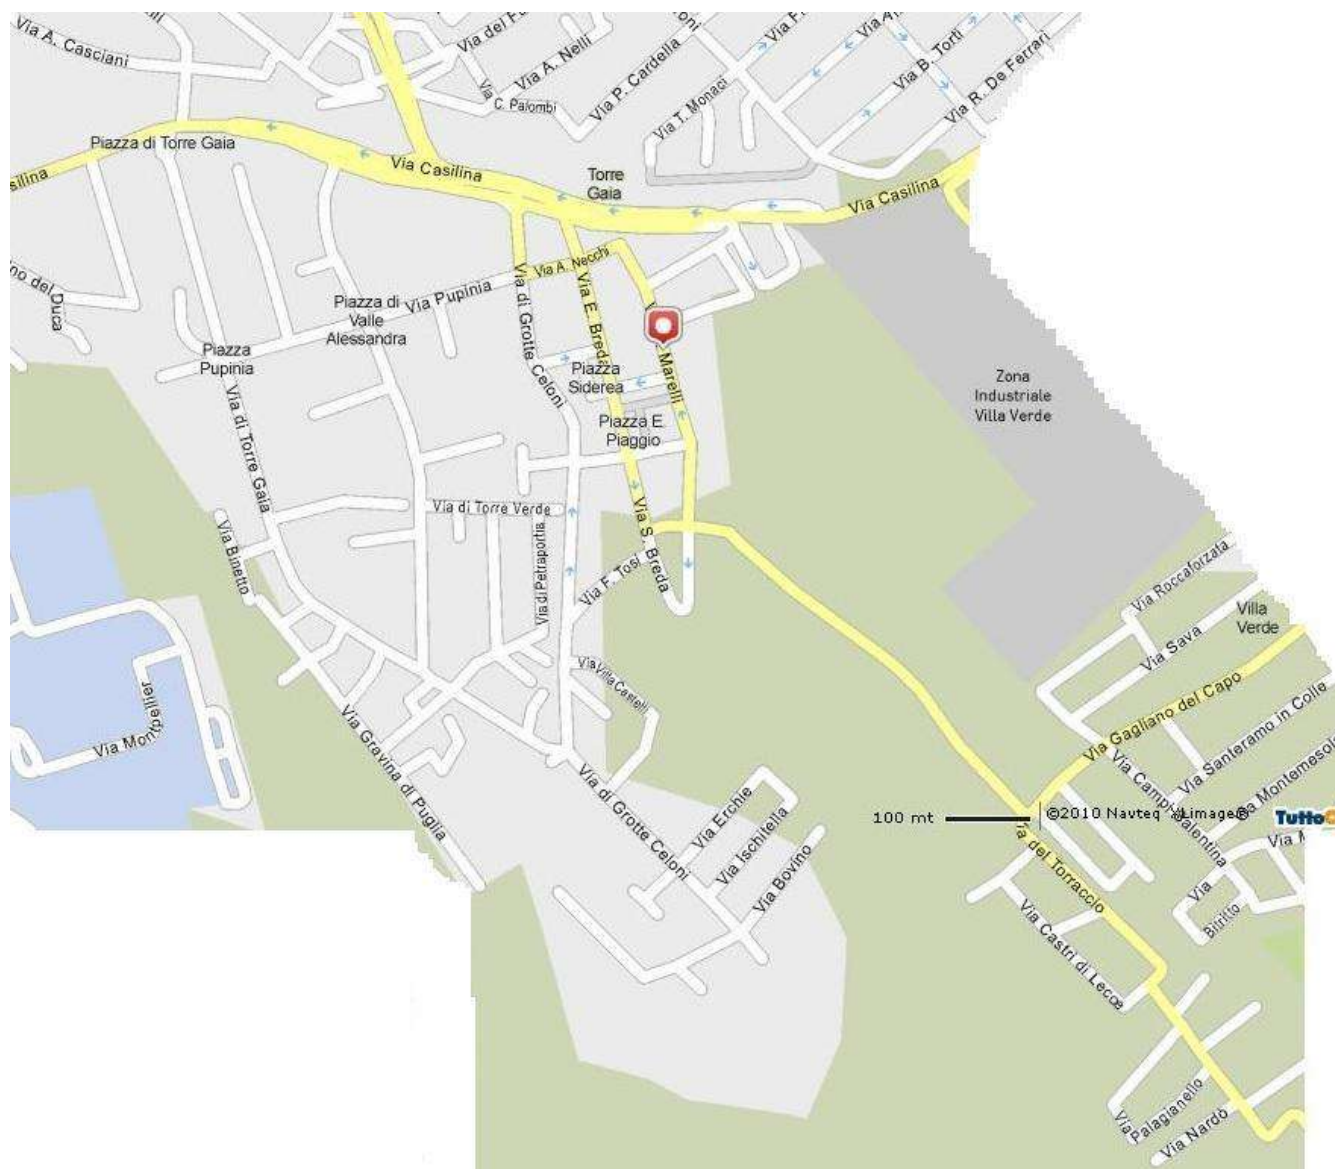 Via A. Casciani
Via A. Nelli
Via P. Cardella
Via B. Torti
Via R. De Ferrari
Via
C. Palombi
Via T. Monaci
Piazza di Torre Gaia
Via Casilina
Torre
Gaia
Via Casilina
Via A. Necchi
Via Pupinia
Via di Grotte Celoni
Via E. Breda
Piazza di
Valle
Alessandra
Piazza
Pupinia
Marelli
Piazza
Siderea
Piazza E.
Piaggio
Zona
Industriale
Villa Verde
Via di Torre Gaia
Via Binetto
Via di Torre Verde
Via di Petraportia
Via S. Breda
Via F. Tosi
Via Villa Castelli
Via Roccaforzata
Via Sava
Villa
Verde
Via Gagliano del Capo
Via Santeramo in Colle
Via Montemesola
Via Campi Salentina
Via Montpellier
Via Gravina di Puglia
Via di Grotte Celoni
Via Erchie
Via Ischitella
Via Bovino
100 mt
©2010 Navteq
Via del Torraccio
Via Castri di Lecce
Via
Bitritto
Via Palagianello
Via Nardò